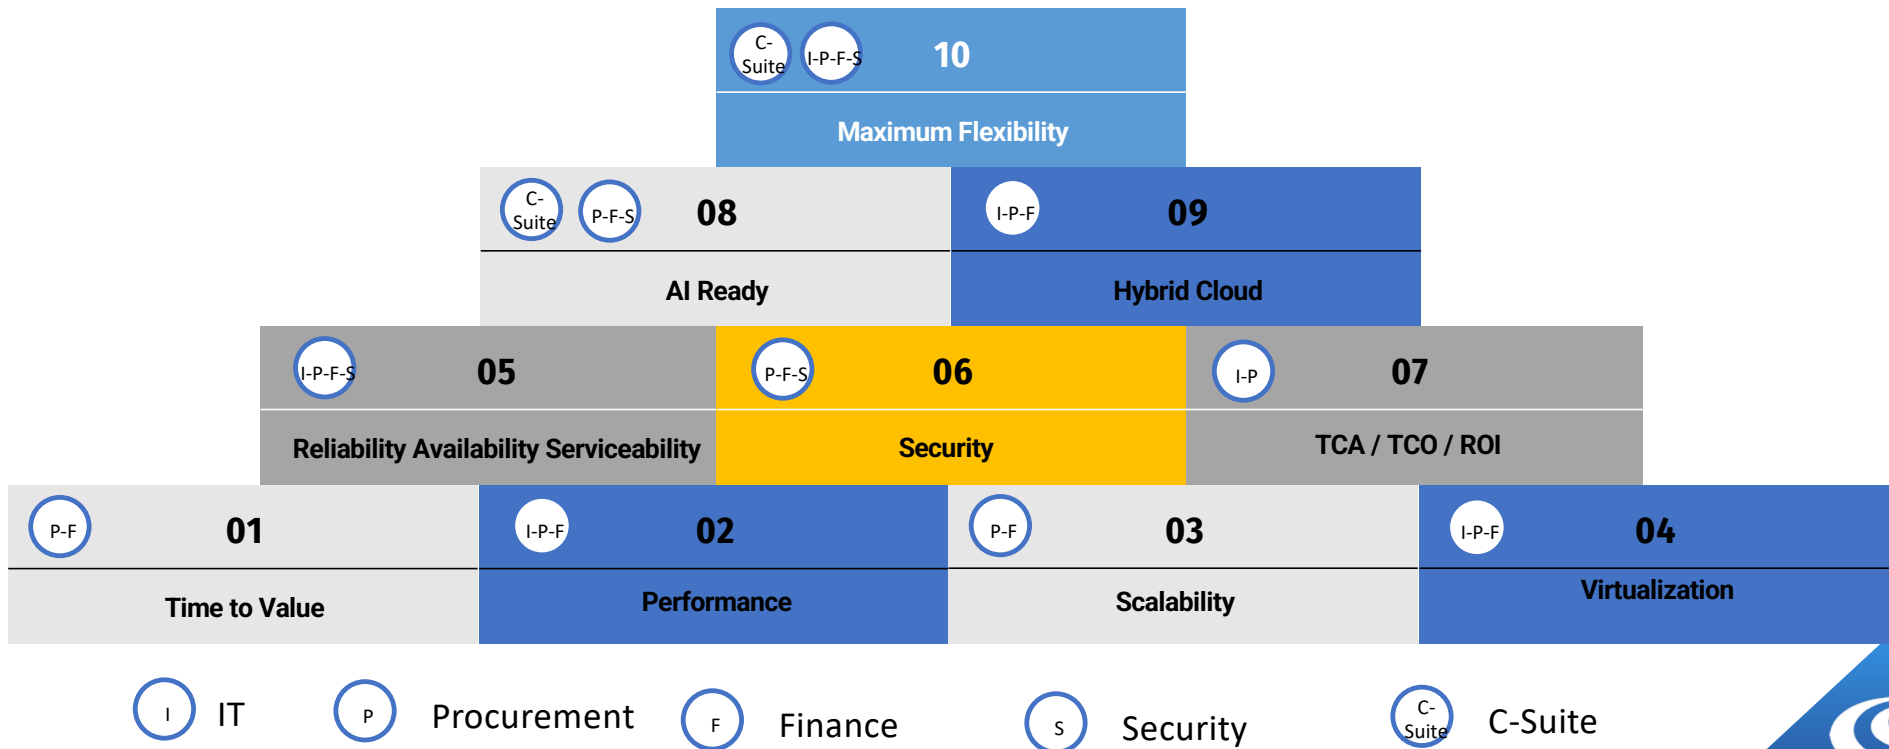 C-
Suite
I-P-F-S
10
Maximum Flexibility
C-
Suite
P-F-S
08
AI Ready
I-P-F
09
Hybrid Cloud
I-P-F-S
05
Reliability Availability Serviceability
P-F-S
06
Security
I-P
07
TCA / TCO / ROI
P-F
01
Time to Value
I-P-F
02
Performance
P-F
03
Scalability
I-P-F
04
Virtualization
I
IT
P
Procurement
F
Finance
S
Security
C-
Suite
C-Suite